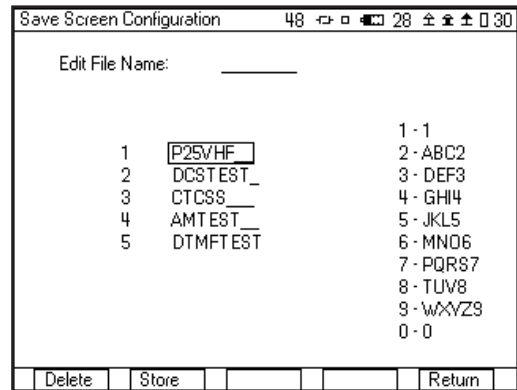 Save Screen Configuration 48 28 30
Edit File Name: ________
1 P25VHF__
2 DCSTEST_
3 CTCSS___
4 AMTEST__
5 DTMFTEST
1 - 1
2 - ABC2
3 - DEF3
4 - GHI4
5 - JKL5
6 - MNO6
7 - PQRS7
8 - TUV8
9 - WXYZ9
0 - 0
Delete Store Return